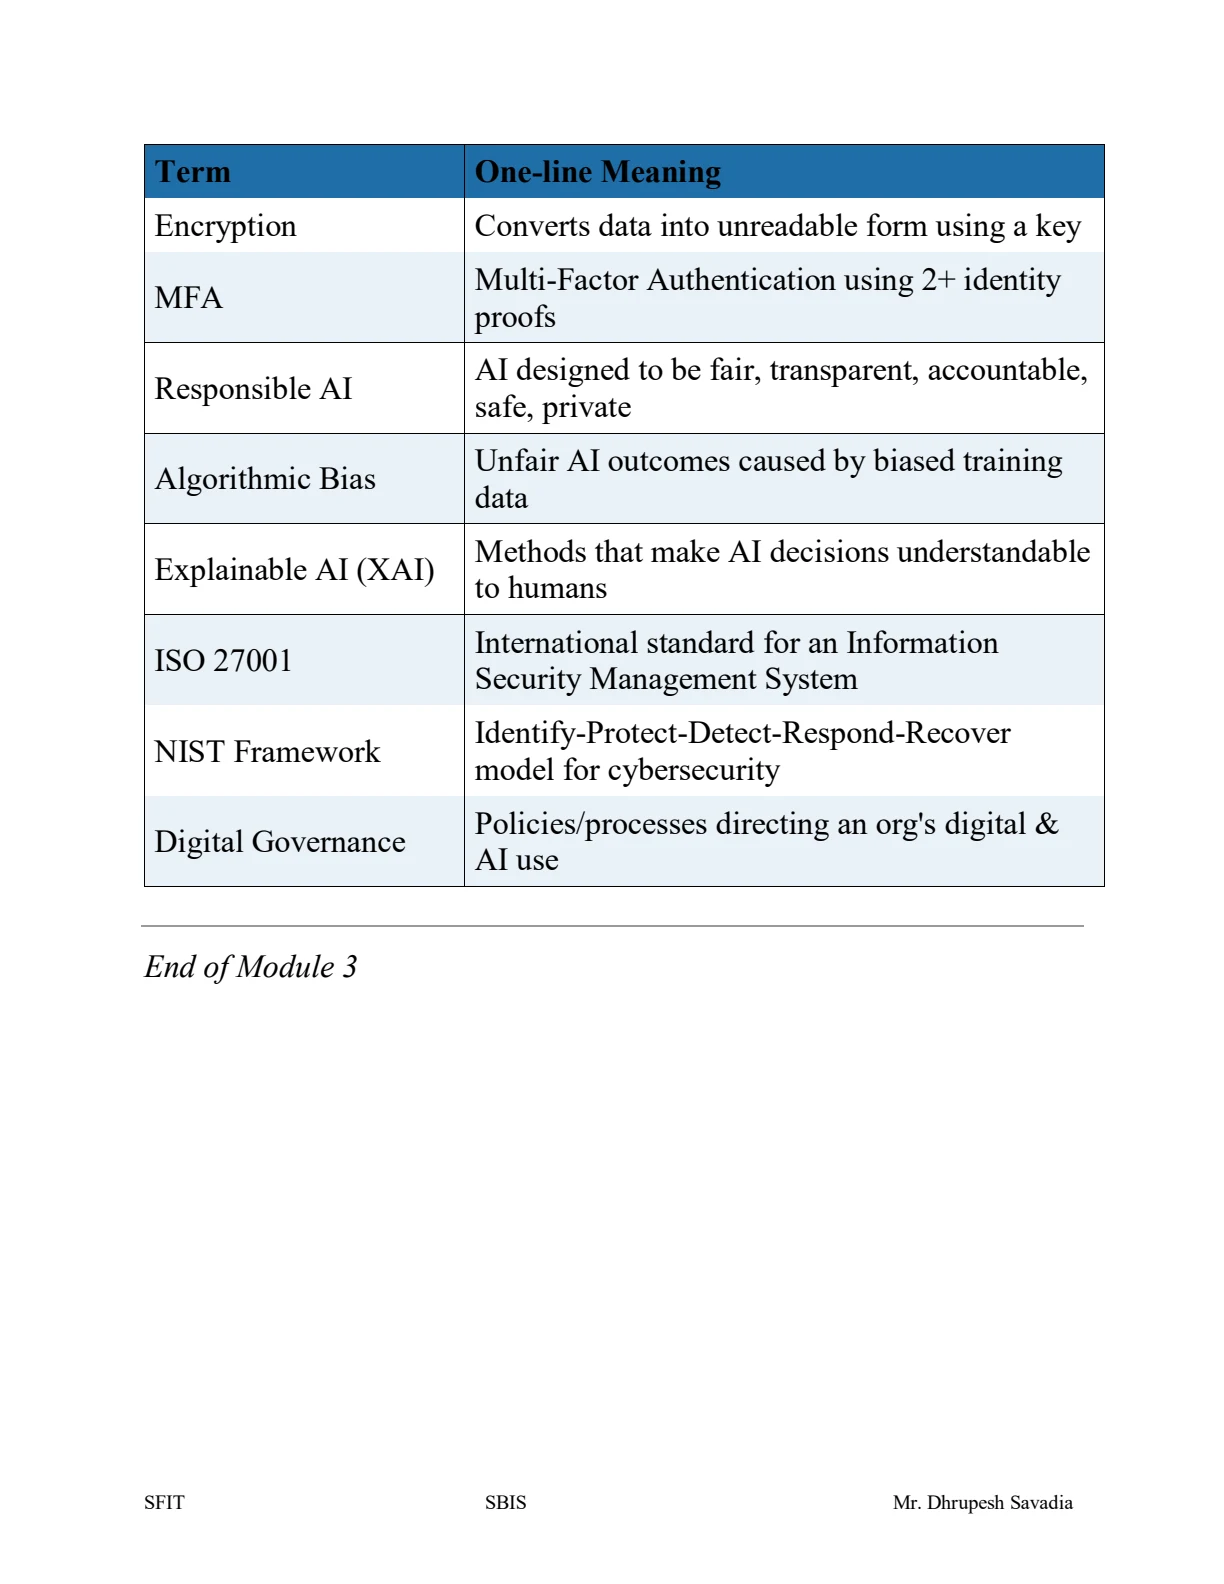 Term One-line Meaning
Encryption Converts data into unreadable form using a key
MFA Multi-Factor Authentication using 2+ identity
proofs
Responsible AI AI designed to be fair, transparent, accountable,
safe, private
Algorithmic Bias Unfair AI outcomes caused by biased training
data
Explainable AI (XAI) Methods that make AI decisions understandable
to humans
ISO 27001 International standard for an Information
Security Management System
NIST Framework Identify-Protect-Detect-Respond-Recover
model for cybersecurity
Digital Governance Policies/processes directing an org's digital &
AI use
End of Module 3
SFIT SBIS Mr. Dhrupesh Savadia